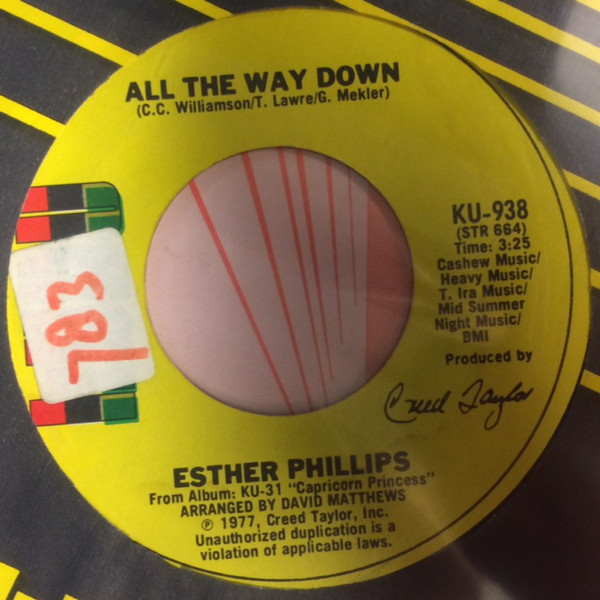 ALL THE WAY DOWN
(C.C. Williamson/T. Lawre/G. Mekler)
KU-938
(STR 664)
Time: 3:25
Cashew Music/
Heavy Music/
T. Ira Music/
Mid Summer
Night Music/
BMI
Produced by
Creed Taylor
783
ESTHER PHILLIPS
From Album: KU-31 "Capricorn Princess"
ARRANGED BY DAVID MATTHEWS
℗ 1977, Creed Taylor, Inc.
Unauthorized duplication is a
violation of applicable laws.